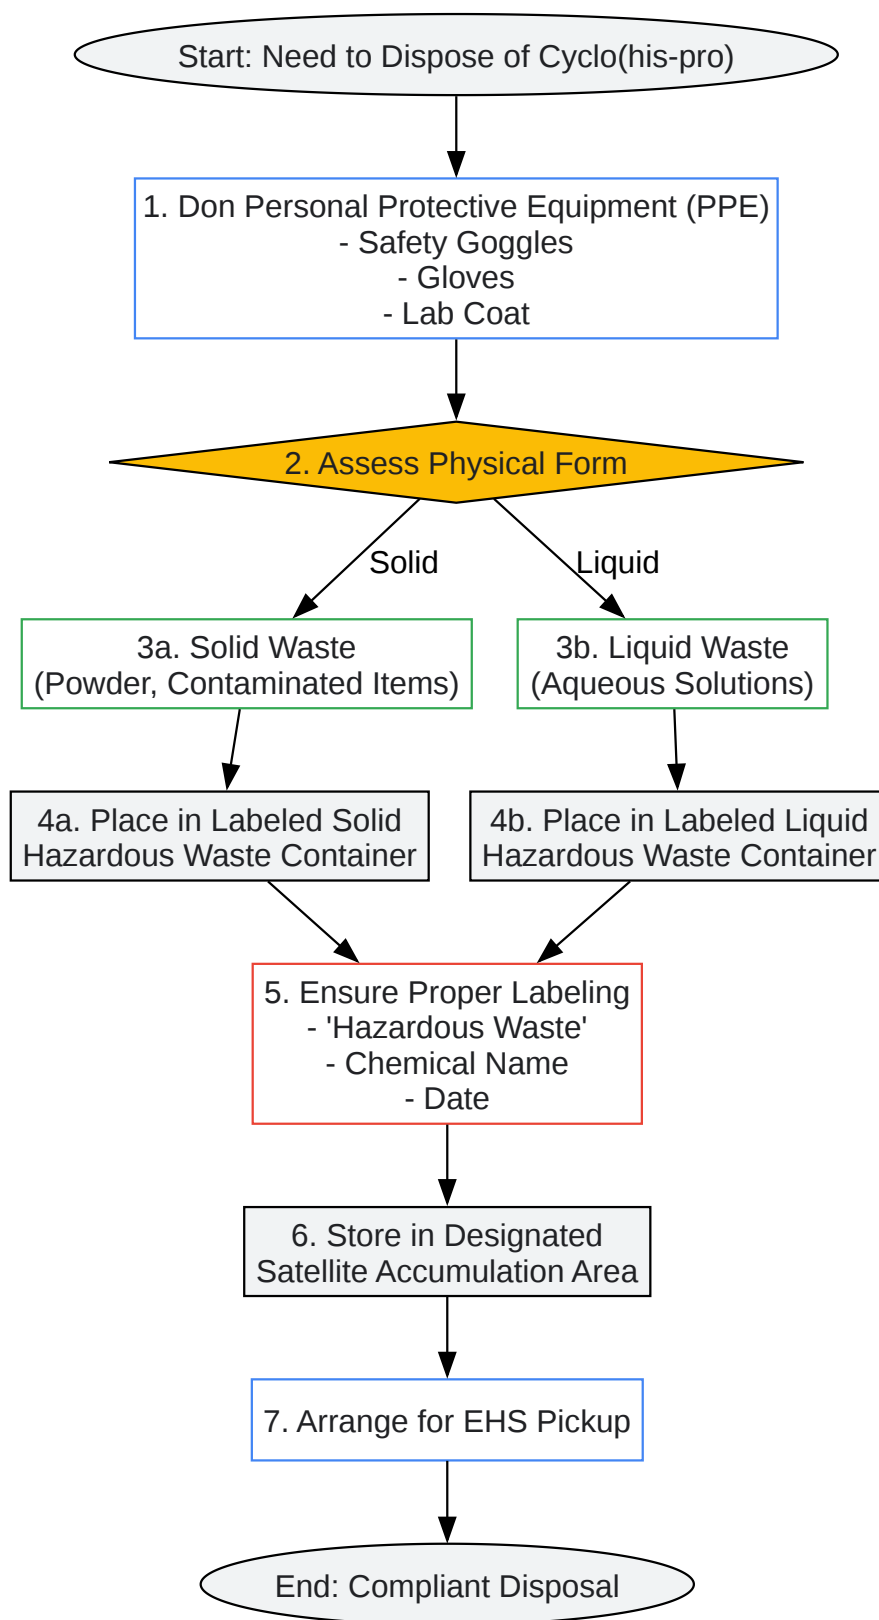 Start: Need to Dispose of Cyclo(his-pro)
1. Don Personal Protective Equipment (PPE)
- Safety Goggles
- Gloves
- Lab Coat
2. Assess Physical Form
Solid
Liquid
3a. Solid Waste
(Powder, Contaminated Items)
3b. Liquid Waste
(Aqueous Solutions)
4a. Place in Labeled Solid
Hazardous Waste Container
4b. Place in Labeled Liquid
Hazardous Waste Container
5. Ensure Proper Labeling
- 'Hazardous Waste'
- Chemical Name
- Date
6. Store in Designated
Satellite Accumulation Area
7. Arrange for EHS Pickup
End: Compliant Disposal